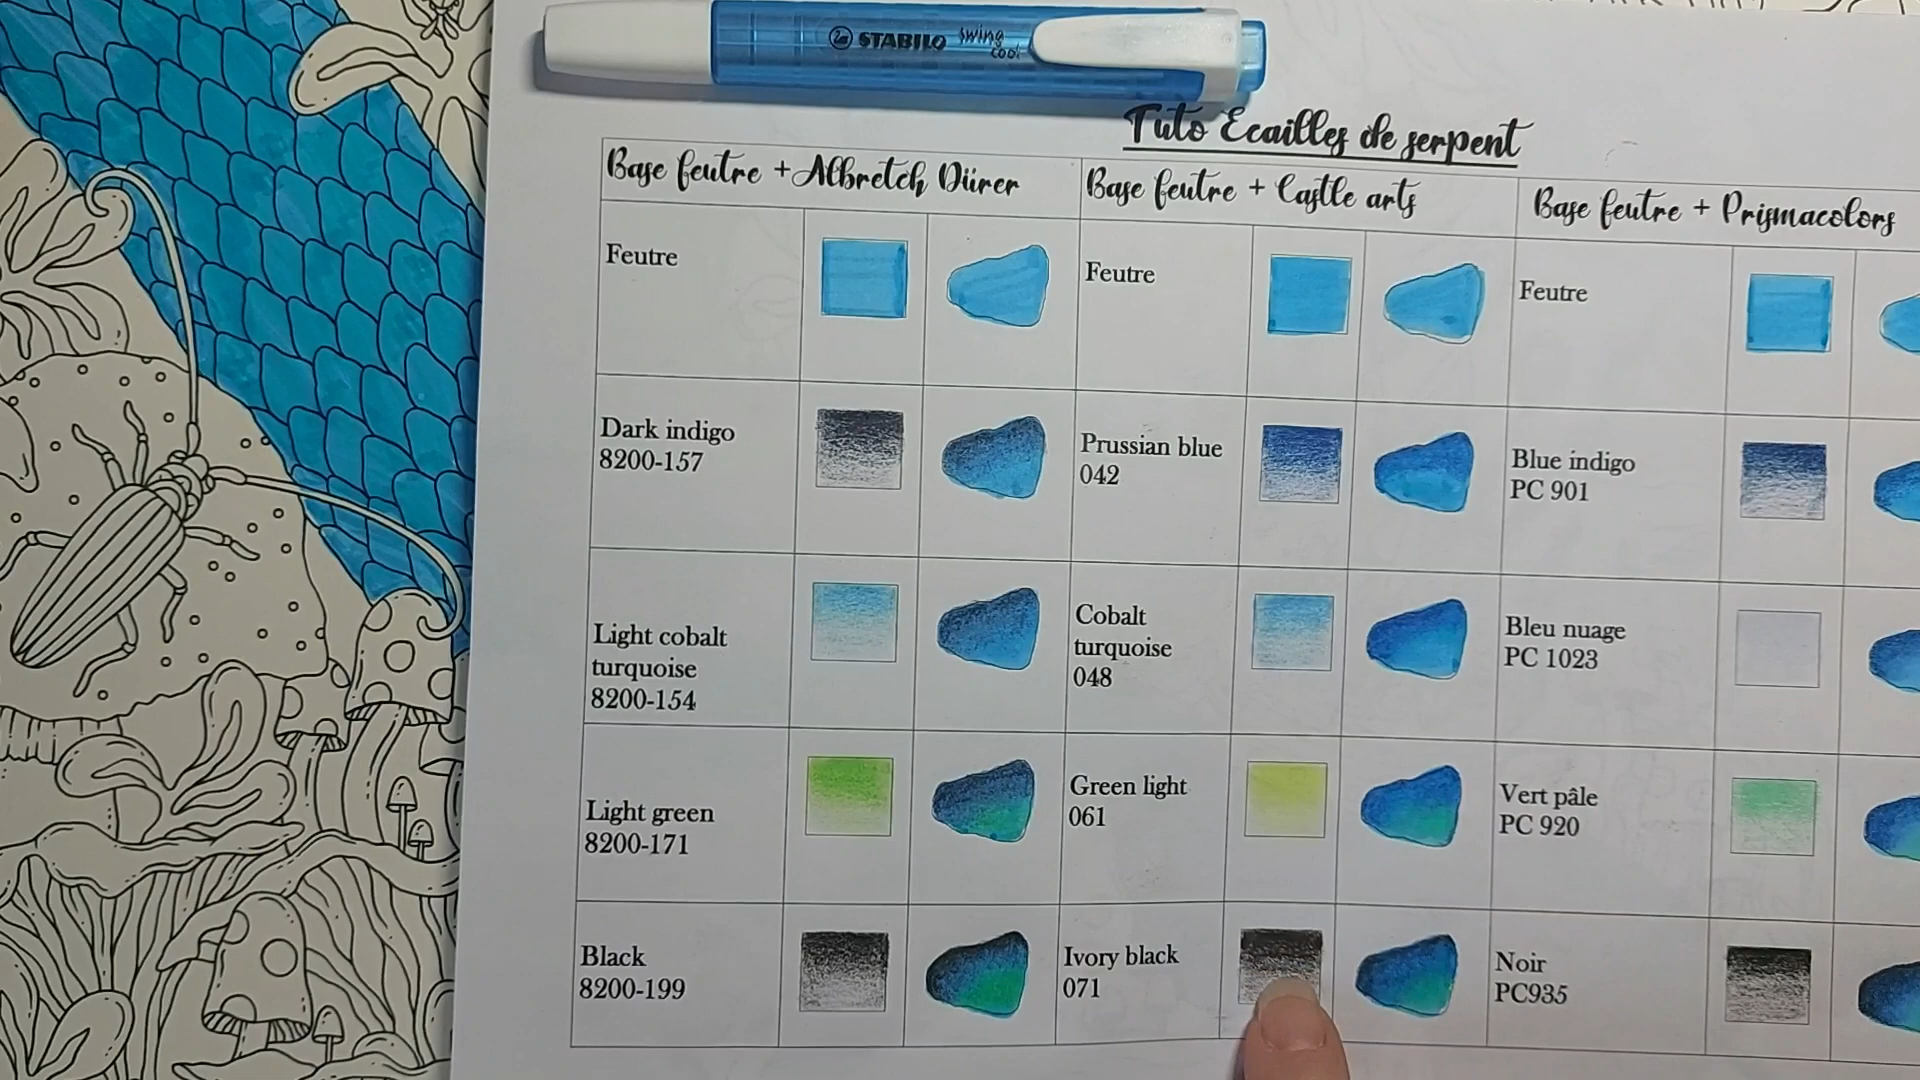 STABILO swing cool
Tuto Ecailles de serpent
Base feutre + Albretch Dürer
Base feutre + Castle arts
Base feutre + Prismacolors
Feutre
Feutre
Feutre
Dark indigo
8200-157
Prussian blue
042
Blue indigo
PC 901
Light cobalt
turquoise
8200-154
Cobalt
turquoise
048
Bleu nuage
PC 1023
Light green
8200-171
Green light
061
Vert pâle
PC 920
Black
8200-199
Ivory black
071
Noir
PC935